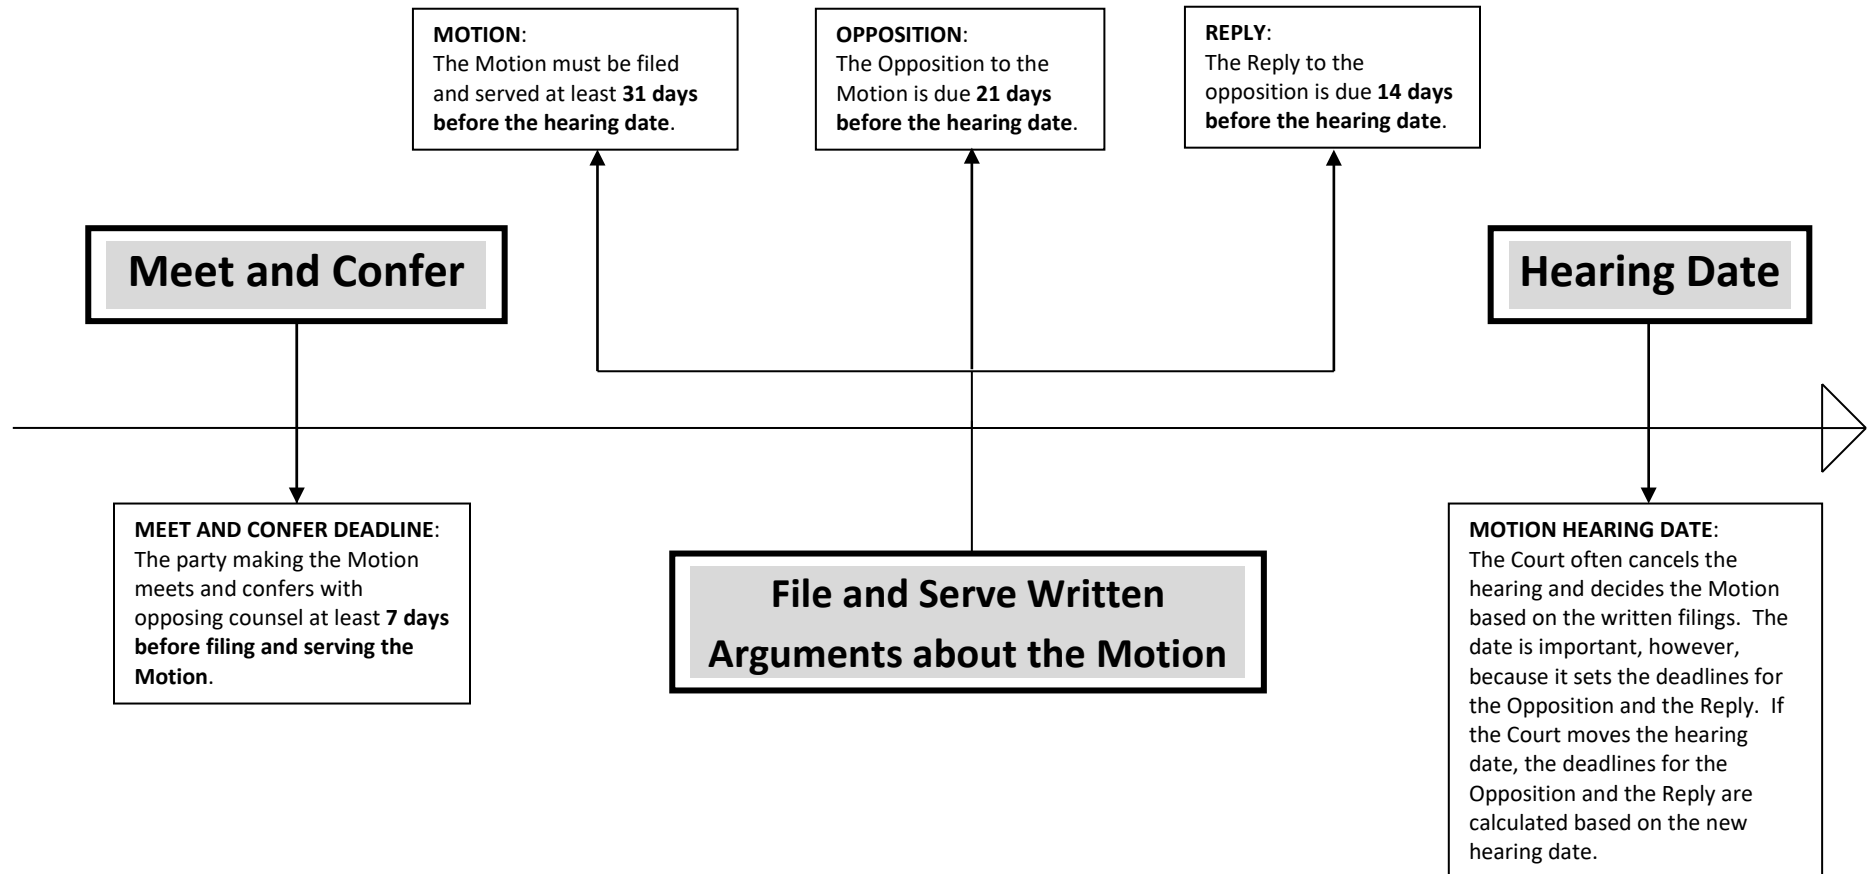 MOTION:
The Motion must be filed
and served at least 31 days
before the hearing date.
OPPOSITION:
The Opposition to the
Motion is due 21 days
before the hearing date.
REPLY:
The Reply to the
opposition is due 14 days
before the hearing date.
Meet and Confer
Hearing Date
MEET AND CONFER DEADLINE:
The party making the Motion
meets and confers with
opposing counsel at least 7 days
before filing and serving the
Motion.
File and Serve Written
Arguments about the Motion
MOTION HEARING DATE:
The Court often cancels the
hearing and decides the Motion
based on the written filings.  The
date is important, however,
because it sets the deadlines for
the Opposition and the Reply.  If
the Court moves the hearing
date, the deadlines for the
Opposition and the Reply are
calculated based on the new
hearing date.